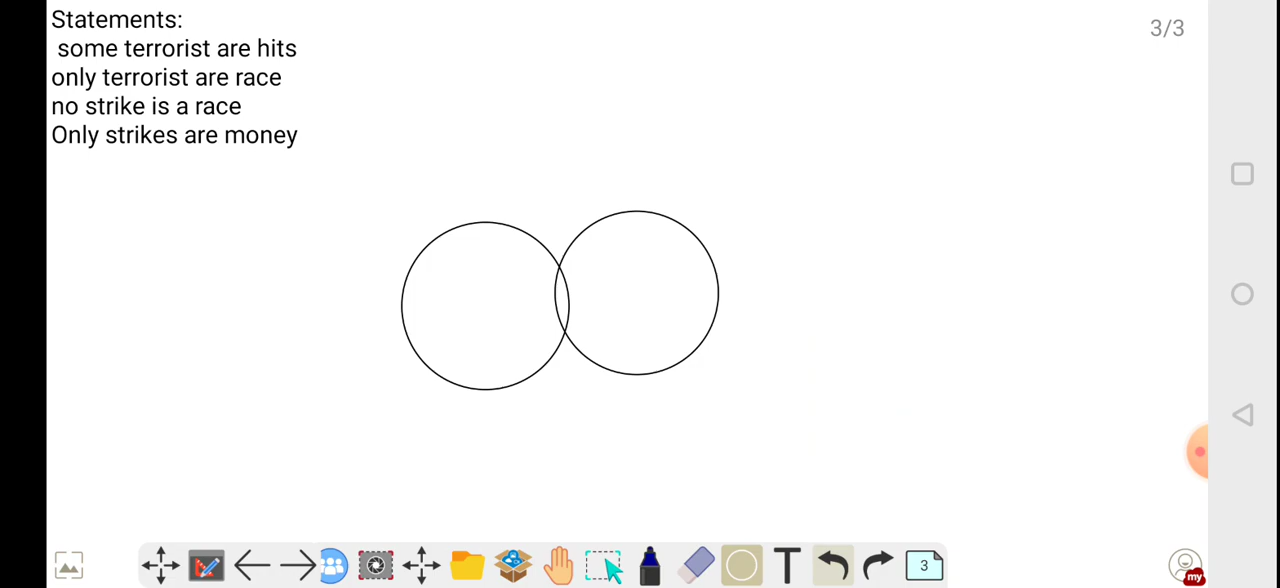 Statements:
some terrorist are hits
only terrorist are race
no strike is a race
Only strikes are money
3/3
T
3
my